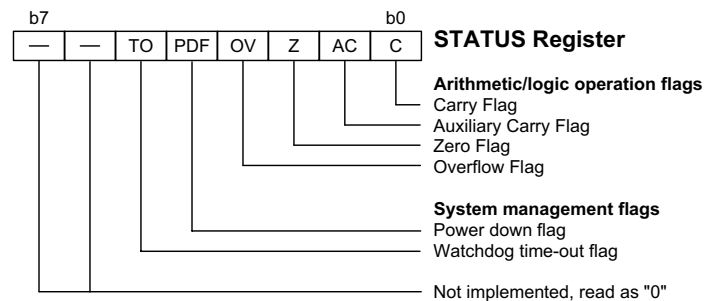 b7 b0
— — TO PDF OV Z AC C STATUS Register
Arithmetic/logic operation flags
Carry Flag
Auxiliary Carry Flag
Zero Flag
Overflow Flag
System management flags
Power down flag
Watchdog time-out flag
Not implemented, read as "0"